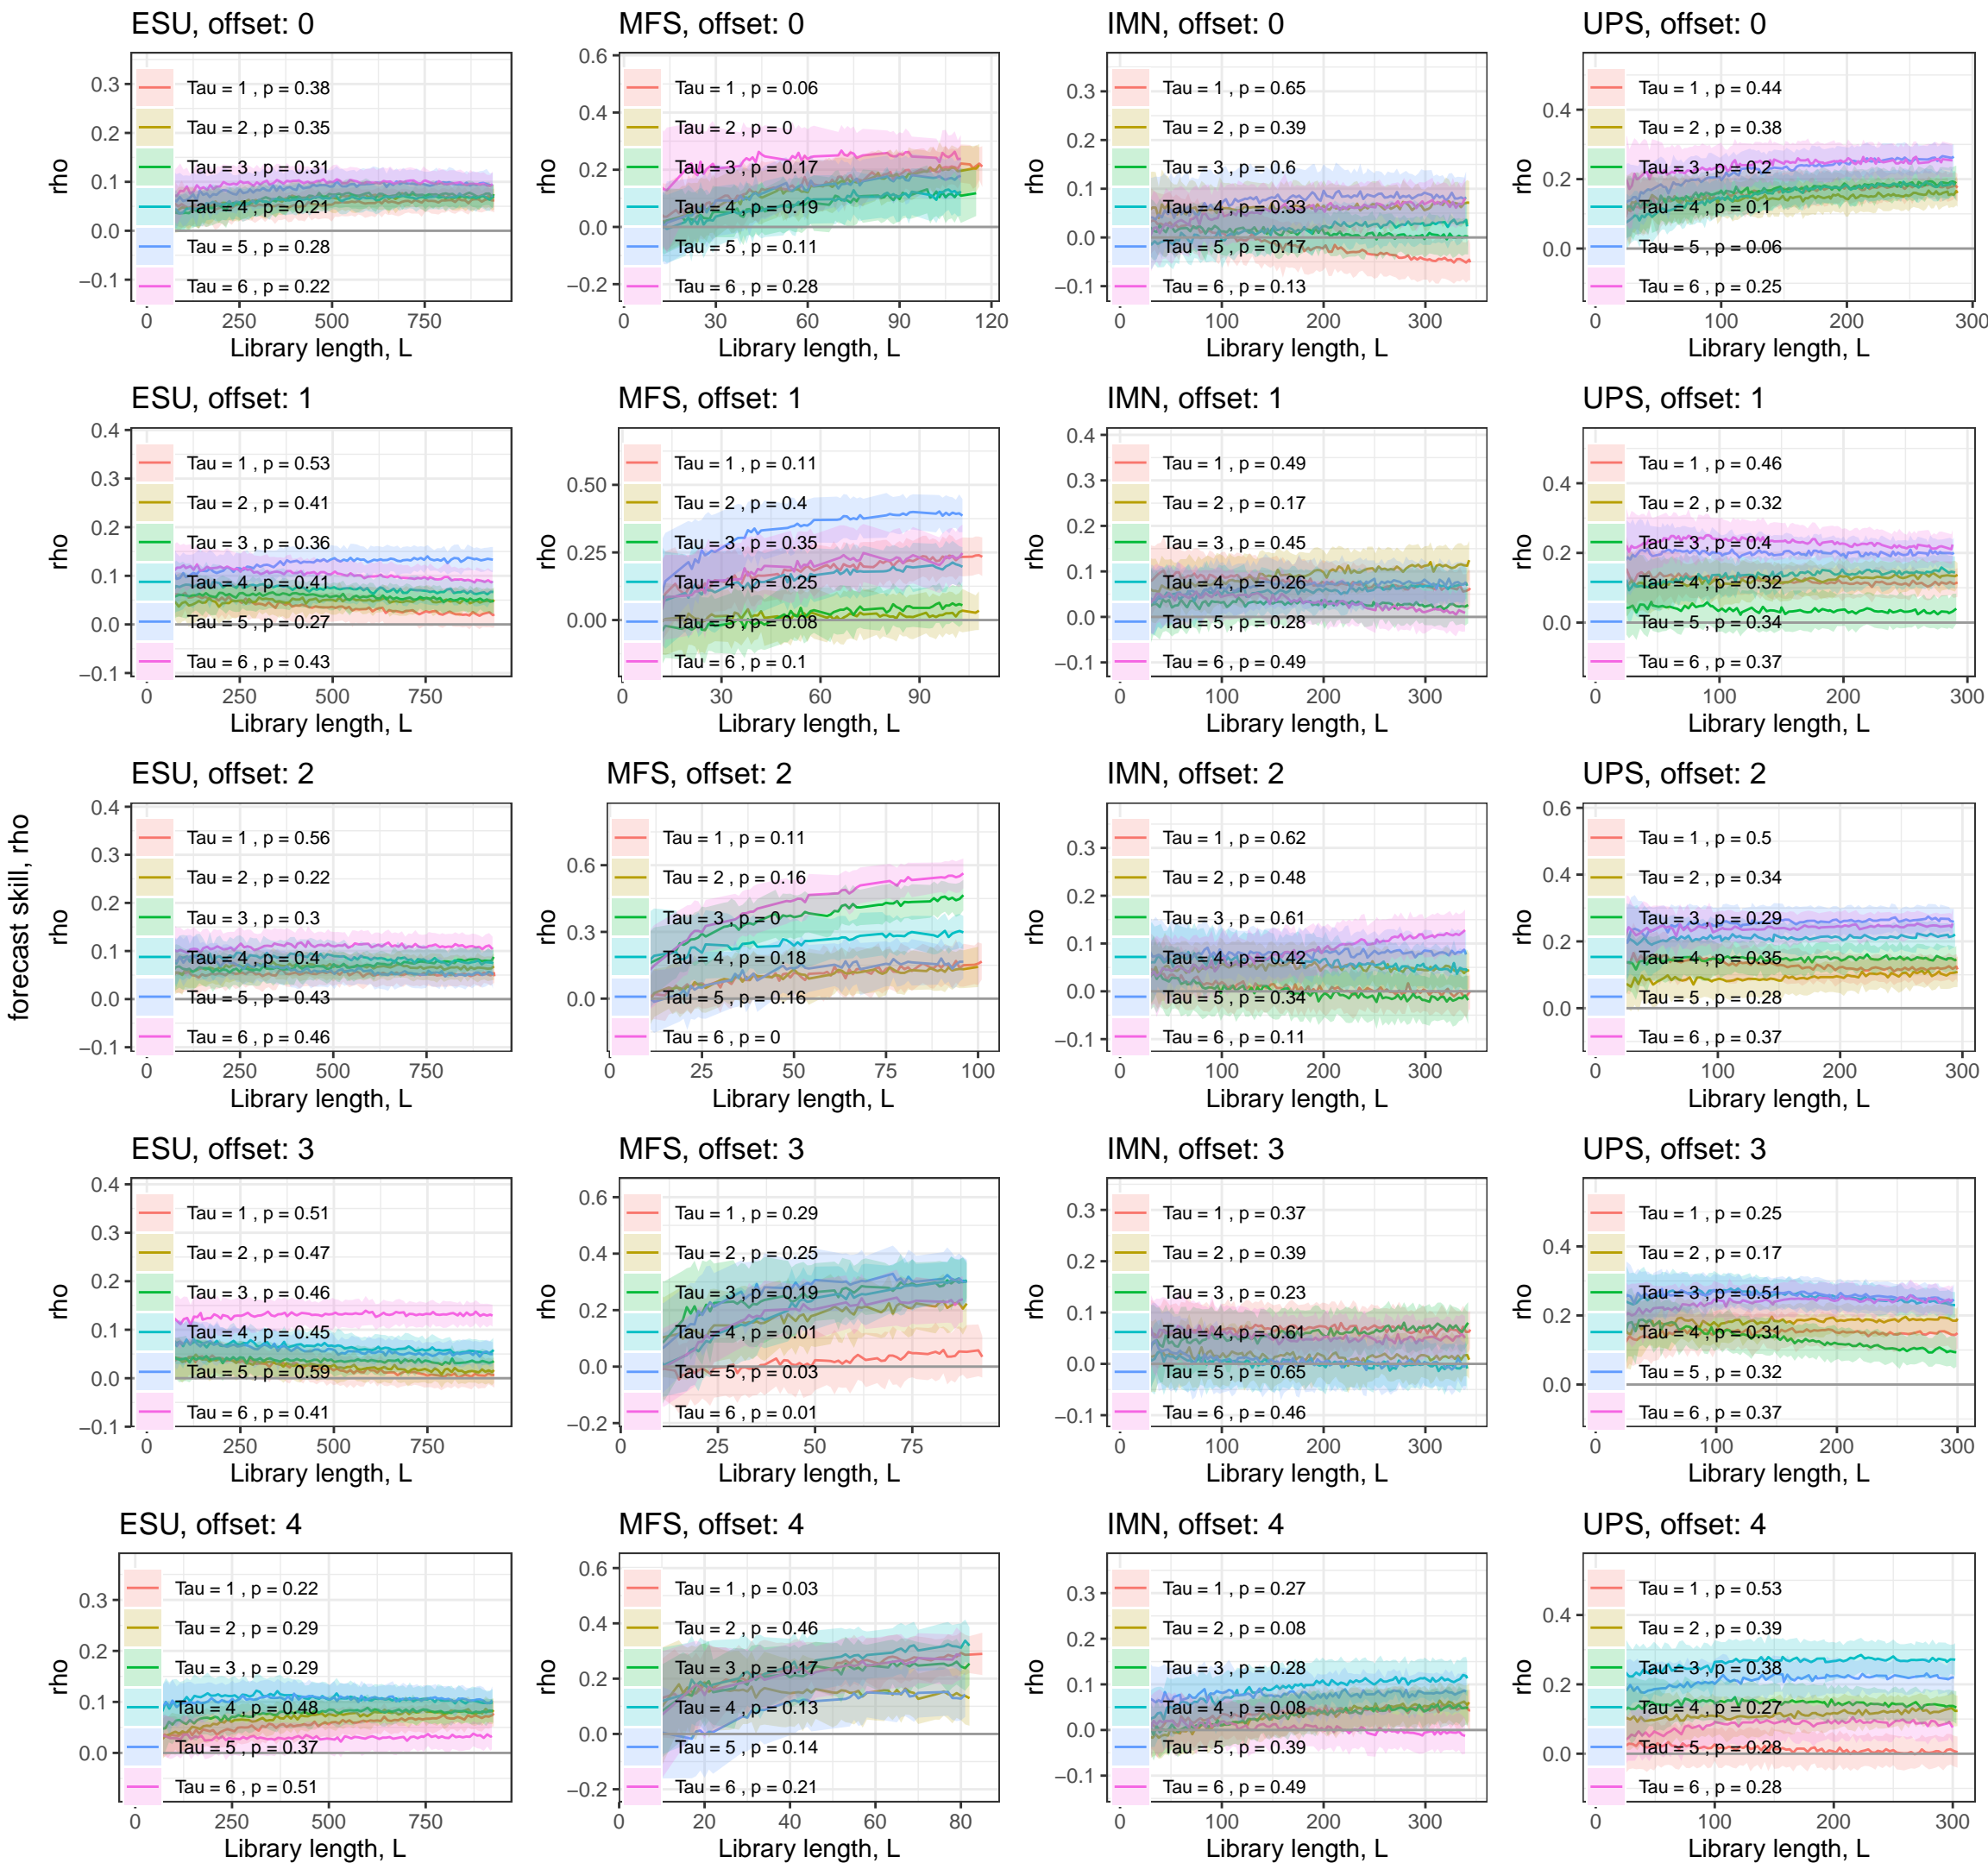 ESU, offset: 0
MFS, offset: 0
IMN, offset: 0
UPS, offset: 0
rho
0.3
0.2
0.1
0.0
−0.1
Tau = 1 , p = 0.38
Tau = 2 , p = 0.35
Tau = 3 , p = 0.31
Tau = 4 , p = 0.21
Tau = 5 , p = 0.28
Tau = 6 , p = 0.22
0 250 500 750
Library length, L
rho
0.6
0.4
0.2
0.0
−0.2
Tau = 1 , p = 0.06
Tau = 2 , p = 0
Tau = 3 , p = 0.17
Tau = 4 , p = 0.19
Tau = 5 , p = 0.11
Tau = 6 , p = 0.28
0 30 60 90 120
Library length, L
rho
0.3
0.2
0.1
0.0
−0.1
Tau = 1 , p = 0.65
Tau = 2 , p = 0.39
Tau = 3 , p = 0.6
Tau = 4 , p = 0.33
Tau = 5 , p = 0.17
Tau = 6 , p = 0.13
0 100 200 300
Library length, L
rho
0.4
0.2
0.0
Tau = 1 , p = 0.44
Tau = 2 , p = 0.38
Tau = 3 , p = 0.2
Tau = 4 , p = 0.1
Tau = 5 , p = 0.06
Tau = 6 , p = 0.25
0 100 200 300
Library length, L
ESU, offset: 1
MFS, offset: 1
IMN, offset: 1
UPS, offset: 1
rho
0.4
0.3
0.2
0.1
0.0
−0.1
Tau = 1 , p = 0.53
Tau = 2 , p = 0.41
Tau = 3 , p = 0.36
Tau = 4 , p = 0.41
Tau = 5 , p = 0.27
Tau = 6 , p = 0.43
0 250 500 750
Library length, L
rho
0.50
0.25
0.00
Tau = 1 , p = 0.11
Tau = 2 , p = 0.4
Tau = 3 , p = 0.35
Tau = 4 , p = 0.25
Tau = 5 , p = 0.08
Tau = 6 , p = 0.1
0 30 60 90
Library length, L
rho
0.4
0.3
0.2
0.1
0.0
−0.1
Tau = 1 , p = 0.49
Tau = 2 , p = 0.17
Tau = 3 , p = 0.45
Tau = 4 , p = 0.26
Tau = 5 , p = 0.28
Tau = 6 , p = 0.49
0 100 200 300
Library length, L
rho
0.4
0.2
0.0
Tau = 1 , p = 0.46
Tau = 2 , p = 0.32
Tau = 3 , p = 0.4
Tau = 4 , p = 0.32
Tau = 5 , p = 0.34
Tau = 6 , p = 0.37
0 100 200 300
Library length, L
forecast skill, rho
ESU, offset: 2
MFS, offset: 2
IMN, offset: 2
UPS, offset: 2
rho
0.4
0.3
0.2
0.1
0.0
−0.1
Tau = 1 , p = 0.56
Tau = 2 , p = 0.22
Tau = 3 , p = 0.3
Tau = 4 , p = 0.4
Tau = 5 , p = 0.43
Tau = 6 , p = 0.46
0 250 500 750
Library length, L
rho
0.6
0.3
0.0
Tau = 1 , p = 0.11
Tau = 2 , p = 0.16
Tau = 3 , p = 0
Tau = 4 , p = 0.18
Tau = 5 , p = 0.16
Tau = 6 , p = 0
0 25 50 75 100
Library length, L
rho
0.3
0.2
0.1
0.0
−0.1
Tau = 1 , p = 0.62
Tau = 2 , p = 0.48
Tau = 3 , p = 0.61
Tau = 4 , p = 0.42
Tau = 5 , p = 0.34
Tau = 6 , p = 0.11
0 100 200 300
Library length, L
rho
0.6
0.4
0.2
0.0
Tau = 1 , p = 0.5
Tau = 2 , p = 0.34
Tau = 3 , p = 0.29
Tau = 4 , p = 0.35
Tau = 5 , p = 0.28
Tau = 6 , p = 0.37
0 100 200 300
Library length, L
ESU, offset: 3
MFS, offset: 3
IMN, offset: 3
UPS, offset: 3
rho
0.4
0.3
0.2
0.1
0.0
−0.1
Tau = 1 , p = 0.51
Tau = 2 , p = 0.47
Tau = 3 , p = 0.46
Tau = 4 , p = 0.45
Tau = 5 , p = 0.59
Tau = 6 , p = 0.41
0 250 500 750
Library length, L
rho
0.6
0.4
0.2
0.0
−0.2
Tau = 1 , p = 0.29
Tau = 2 , p = 0.25
Tau = 3 , p = 0.19
Tau = 4 , p = 0.01
Tau = 5 , p = 0.03
Tau = 6 , p = 0.01
0 25 50 75
Library length, L
rho
0.3
0.2
0.1
0.0
−0.1
Tau = 1 , p = 0.37
Tau = 2 , p = 0.39
Tau = 3 , p = 0.23
Tau = 4 , p = 0.61
Tau = 5 , p = 0.65
Tau = 6 , p = 0.46
0 100 200 300
Library length, L
rho
0.4
0.2
0.0
Tau = 1 , p = 0.25
Tau = 2 , p = 0.17
Tau = 3 , p = 0.51
Tau = 4 , p = 0.31
Tau = 5 , p = 0.32
Tau = 6 , p = 0.37
0 100 200 300
Library length, L
ESU, offset: 4
MFS, offset: 4
IMN, offset: 4
UPS, offset: 4
rho
0.3
0.2
0.1
0.0
Tau = 1 , p = 0.22
Tau = 2 , p = 0.29
Tau = 3 , p = 0.29
Tau = 4 , p = 0.48
Tau = 5 , p = 0.37
Tau = 6 , p = 0.51
0 250 500 750
Library length, L
rho
0.6
0.4
0.2
0.0
−0.2
Tau = 1 , p = 0.03
Tau = 2 , p = 0.46
Tau = 3 , p = 0.17
Tau = 4 , p = 0.13
Tau = 5 , p = 0.14
Tau = 6 , p = 0.21
0 20 40 60 80
Library length, L
rho
0.3
0.2
0.1
0.0
−0.1
Tau = 1 , p = 0.27
Tau = 2 , p = 0.08
Tau = 3 , p = 0.28
Tau = 4 , p = 0.08
Tau = 5 , p = 0.39
Tau = 6 , p = 0.49
0 100 200 300
Library length, L
rho
0.4
0.2
0.0
Tau = 1 , p = 0.53
Tau = 2 , p = 0.39
Tau = 3 , p = 0.38
Tau = 4 , p = 0.27
Tau = 5 , p = 0.28
Tau = 6 , p = 0.28
0 100 200 300
Library length, L